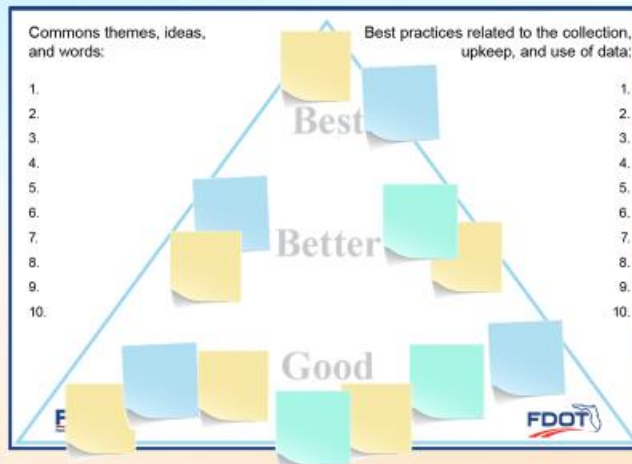 Commons themes, ideas,
and words:
1.
2.
3.
4.
5.
6.
7.
8.
9.
10.
Best practices related to the collection,
upkeep, and use of data:
1.
2.
3.
4.
5.
6.
7.
8.
9.
10.
Best
Better
Good
FDOT